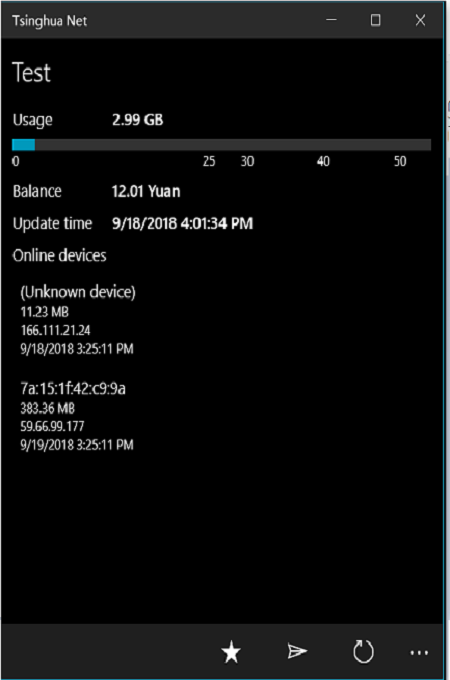 Tsinghua Net
Test
Usage 2.99 GB
0 25 30 40 50
Balance 12.01 Yuan
Update time 9/18/2018 4:01:34 PM
Online devices
(Unknown device)
11.23 MB
166.111.21.24
9/18/2018 3:25:11 PM
7a:15:1f:42:c9:9a
383.36 MB
59.66.99.177
9/19/2018 3:25:11 PM